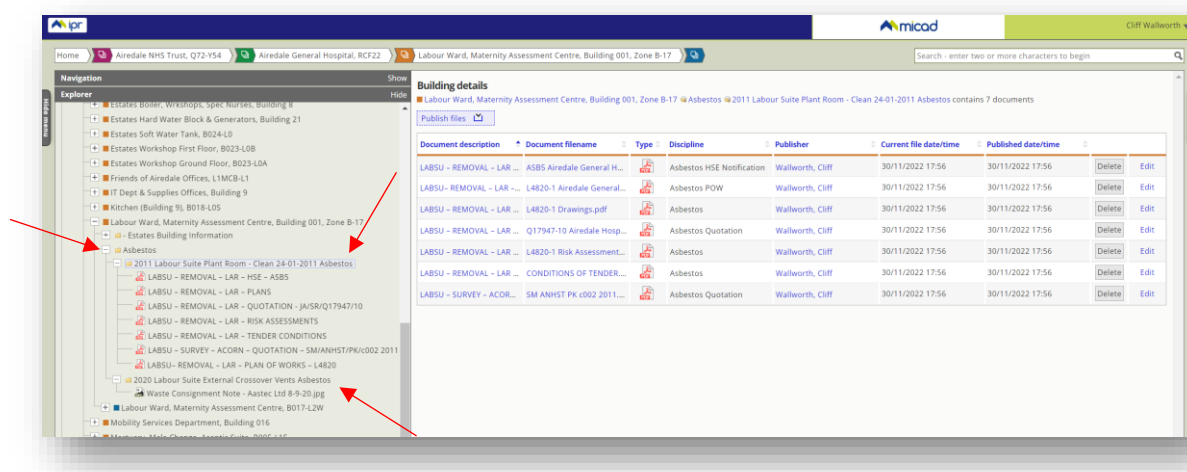 ipr
micad
Cliff Wallworth
Home
Airedale NHS Trust, Q72-Y54
Airedale General Hospital, RCF22
Labour Ward, Maternity Assessment Centre, Building 001, Zone B-17
Search - enter two or more characters to begin
Hide menu
Navigation Show
Explorer Hide
Estates Boiler, Wrkshops, Spec Nurses, Building 8
Estates Hard Water Block & Generators, Building 21
Estates Soft Water Tank, B024-L0
Estates Workshop First Floor, B023-L0B
Estates Workshop Ground Floor, B023-L0A
Friends of Airedale Offices, L1MCB-L1
IT Dept & Supplies Offices, Building 9
Kitchen (Building 9), B018-L0S
Labour Ward, Maternity Assessment Centre, Building 001, Zone B-17
- Estates Building Information
Asbestos
2011 Labour Suite Plant Room - Clean 24-01-2011 Asbestos
LABSU – REMOVAL – LAR – HSE – ASB5
LABSU – REMOVAL – LAR – PLANS
LABSU – REMOVAL – LAR – QUOTATION - JA/SR/Q17947/10
LABSU – REMOVAL – LAR – RISK ASSESSMENTS
LABSU – REMOVAL – LAR – TENDER CONDITIONS
LABSU – SURVEY – ACORN – QUOTATION – SM/ANHST/PK/c002 2011
LABSU– REMOVAL – LAR – PLAN OF WORKS – L4820
2020 Labour Suite External Crossover Vents Asbestos
Waste Consignment Note - Aastec Ltd 8-9-20.jpg
Labour Ward, Maternity Assessment Centre, B017-L2W
Mobility Services Department, Building 016
Building details
Labour Ward, Maternity Assessment Centre, Building 001, Zone B-17 Asbestos 2011 Labour Suite Plant Room - Clean 24-01-2011 Asbestos contains 7 documents
Publish files
Document description Document filename Type Discipline Publisher Current file date/time Published date/time
LABSU – REMOVAL – LAR ... ASB5 Airedale General H... Asbestos HSE Notification Wallworth, Cliff 30/11/2022 17:56 30/11/2022 17:56 Delete Edit
LABSU– REMOVAL – LAR –... L4820-1 Airedale General... Asbestos POW Wallworth, Cliff 30/11/2022 17:56 30/11/2022 17:56 Delete Edit
LABSU – REMOVAL – LAR ... L4820-1 Drawings.pdf Asbestos Wallworth, Cliff 30/11/2022 17:56 30/11/2022 17:56 Delete Edit
LABSU – REMOVAL – LAR ... Q17947-10 Airedale Hosp... Asbestos Quotation Wallworth, Cliff 30/11/2022 17:56 30/11/2022 17:56 Delete Edit
LABSU – REMOVAL – LAR ... L4820-1 Risk Assessment... Asbestos Wallworth, Cliff 30/11/2022 17:56 30/11/2022 17:56 Delete Edit
LABSU – REMOVAL – LAR ... CONDITIONS OF TENDER.... Asbestos Wallworth, Cliff 30/11/2022 17:56 30/11/2022 17:56 Delete Edit
LABSU – SURVEY – ACOR... SM ANHST PK c002 2011.... Asbestos Quotation Wallworth, Cliff 30/11/2022 17:56 30/11/2022 17:56 Delete Edit